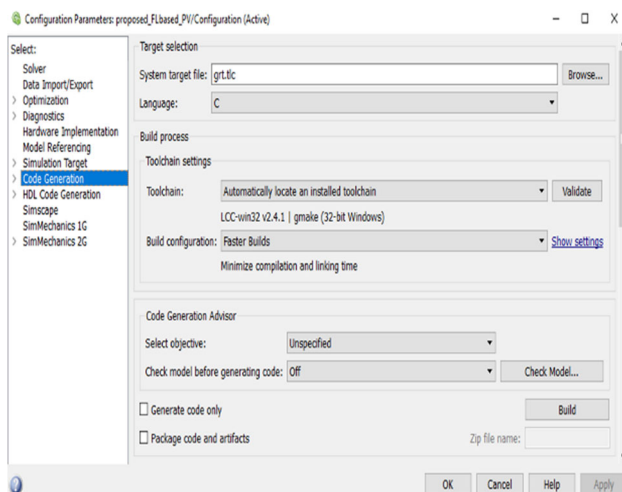 Configuration Parameters: proposed_FLbased_PV/Configuration (Active)
Select:
Solver
Data Import/Export
Optimization
Diagnostics
Hardware Implementation
Model Referencing
Simulation Target
Code Generation
HDL Code Generation
Simscape
SimMechanics 1G
SimMechanics 2G
Target selection
System target file: grt.tlc Browse...
Language: C
Build process
Toolchain settings
Toolchain: Automatically locate an installed toolchain Validate
LCC-win32 v2.4.1 | gmake (32-bit Windows)
Build configuration: Faster Builds Show settings
Minimize compilation and linking time
Code Generation Advisor
Select objective: Unspecified
Check model before generating code: Off Check Model...
Generate code only Build
Package code and artifacts Zip file name:
OK Cancel Help Apply